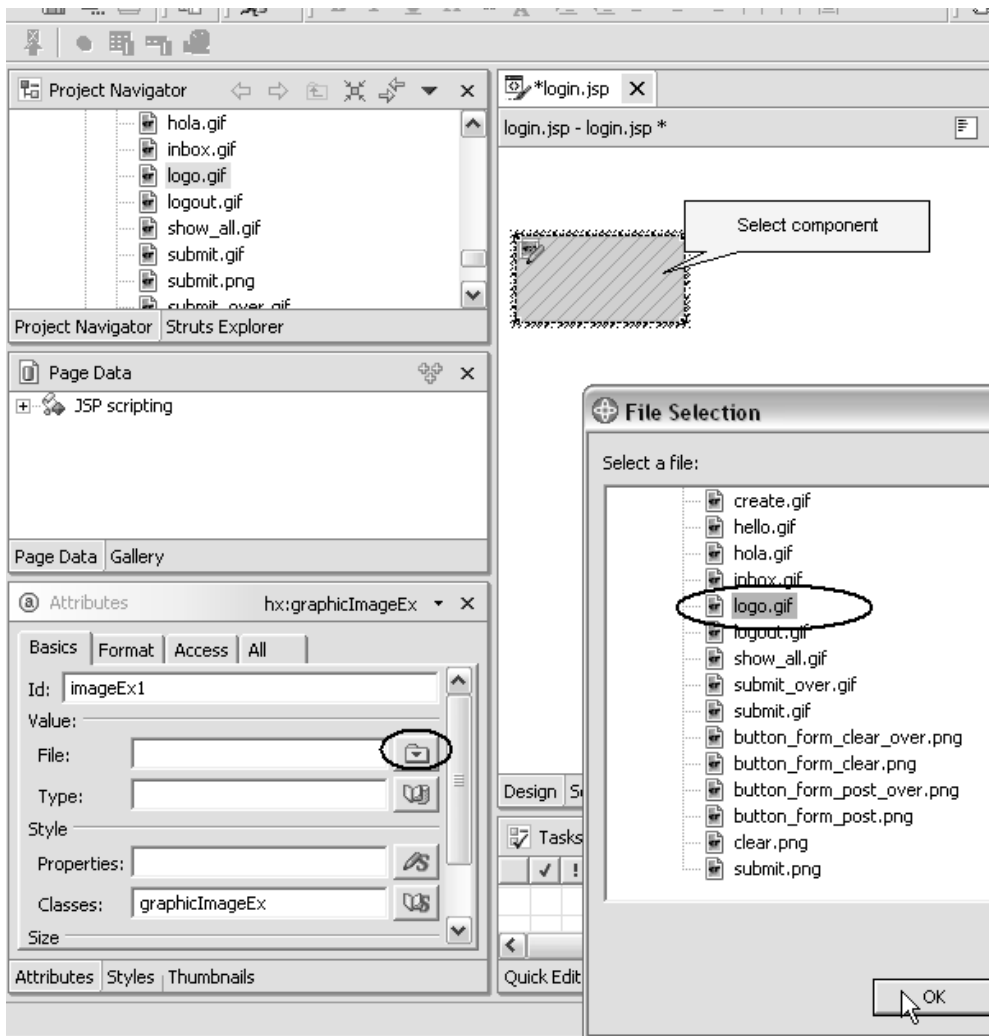 Project Navigator
hola.gif
inbox.gif
logo.gif
logout.gif
show_all.gif
submit.gif
submit.png
submit_over.gif
Project Navigator Struts Explorer
Page Data
JSP scripting
Page Data Gallery
Attributes hx:graphicImageEx
Basics Format Access All
Id: imageEx1
Value:
File:
Type:
Style
Properties:
Classes: graphicImageEx
Size
Attributes Styles Thumbnails
*login.jsp
login.jsp - login.jsp *
Select component
Design
Tasks
!
Quick Edit
File Selection
Select a file:
create.gif
hello.gif
hola.gif
inbox.gif
logo.gif
logout.gif
show_all.gif
submit_over.gif
submit.gif
button_form_clear_over.png
button_form_clear.png
button_form_post_over.png
button_form_post.png
clear.png
submit.png
OK